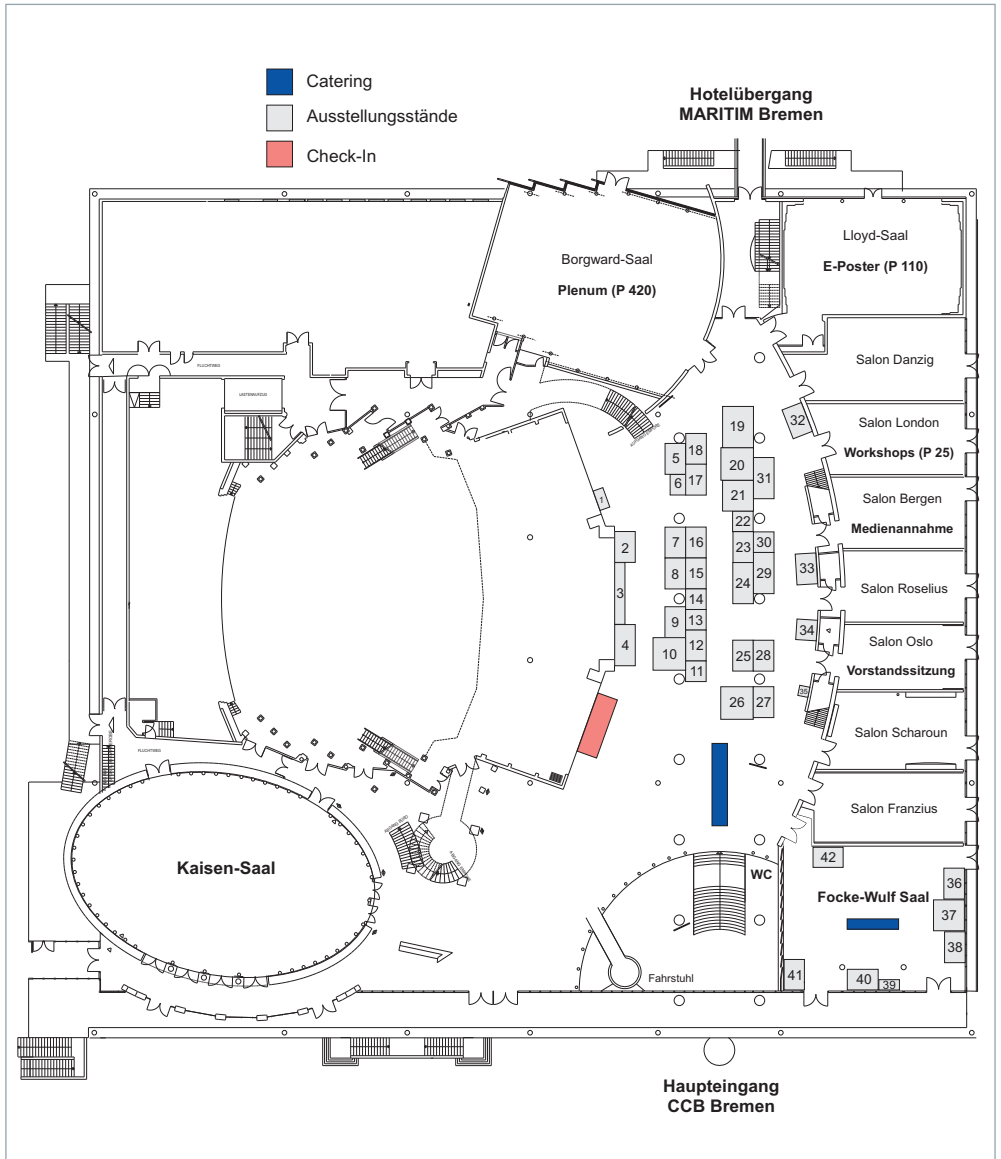 Catering
Ausstellungsstände
Check-In
Hotelübergang
MARITIM Bremen
Borgward-Saal
Plenum (P 420)
Lloyd-Saal
E-Poster (P 110)
Salon Danzig
Salon London
Workshops (P 25)
Salon Bergen
Medienannahme
Salon Roselius
Salon Oslo
Vorstandssitzung
Salon Scharoun
Salon Franzius
FLUCHTWEG
LASTENAUFZUG
19
32
18
5
20
31
6
17
21
1
22
7
16
30
2
23
8
15
29
33
24
3
14
9
13
34
4
12
10
25
28
11
35
26
27
FLUCHTWEG
Kaisen-Saal
WC
42
Focke-Wulf Saal
36
37
38
41
40
39
Fahrstuhl
Haupteingang
CCB Bremen